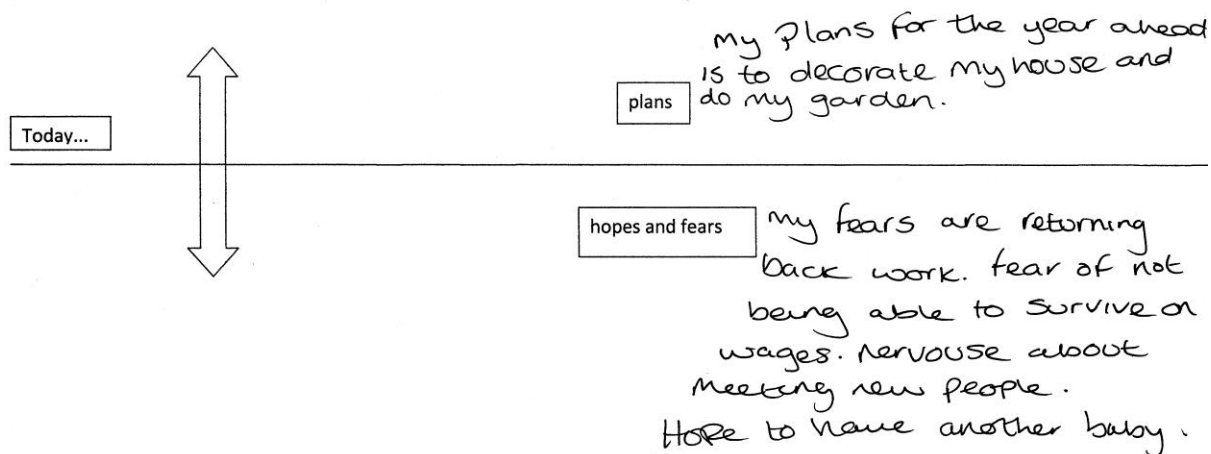 my Plans for the year ahead
is to decorate my house and
plans
do my garden.
Today...
hopes and fears
my fears are returning
back work. fear of not
being able to survive on
wages. nervouse about
meeting new people.
Hope to have another baby.